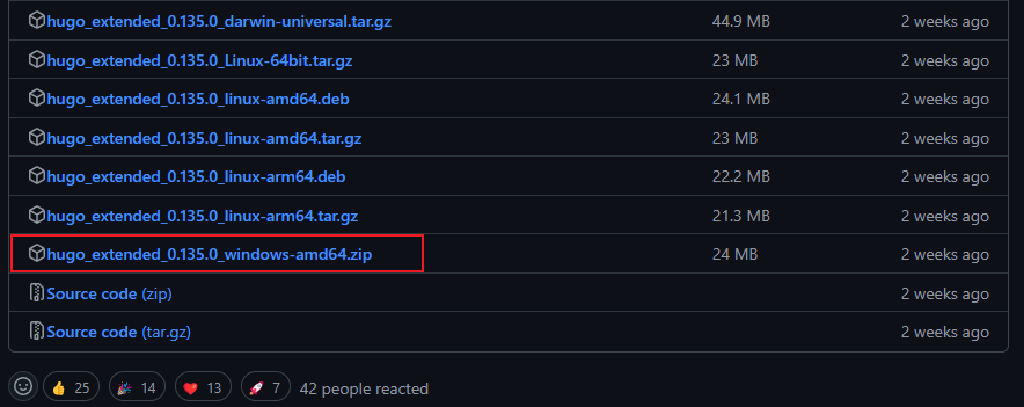 hugo_extended_0.135.0_darwin-universal.tar.gz 44.9 MB 2 weeks ago
hugo_extended_0.135.0_Linux-64bit.tar.gz 23 MB 2 weeks ago
hugo_extended_0.135.0_linux-amd64.deb 24.1 MB 2 weeks ago
hugo_extended_0.135.0_linux-amd64.tar.gz 23 MB 2 weeks ago
hugo_extended_0.135.0_linux-arm64.deb 22.2 MB 2 weeks ago
hugo_extended_0.135.0_linux-arm64.tar.gz 21.3 MB 2 weeks ago
hugo_extended_0.135.0_windows-amd64.zip 24 MB 2 weeks ago
Source code (zip) 2 weeks ago
Source code (tar.gz) 2 weeks ago
25 14 13 7 42 people reacted